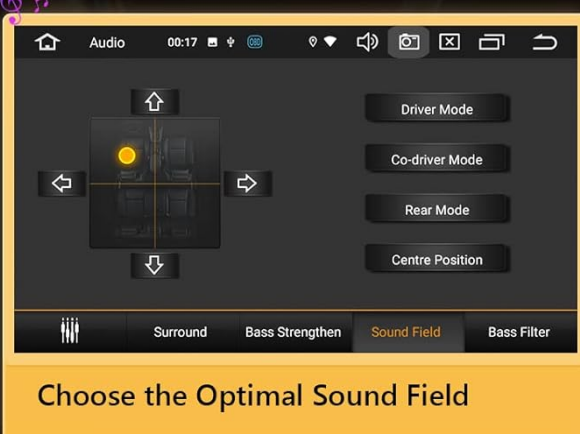 Audio 00:17 OBD
Driver Mode
Co-driver Mode
Rear Mode
Centre Position
Surround Bass Strengthen Sound Field Bass Filter
Choose the Optimal Sound Field